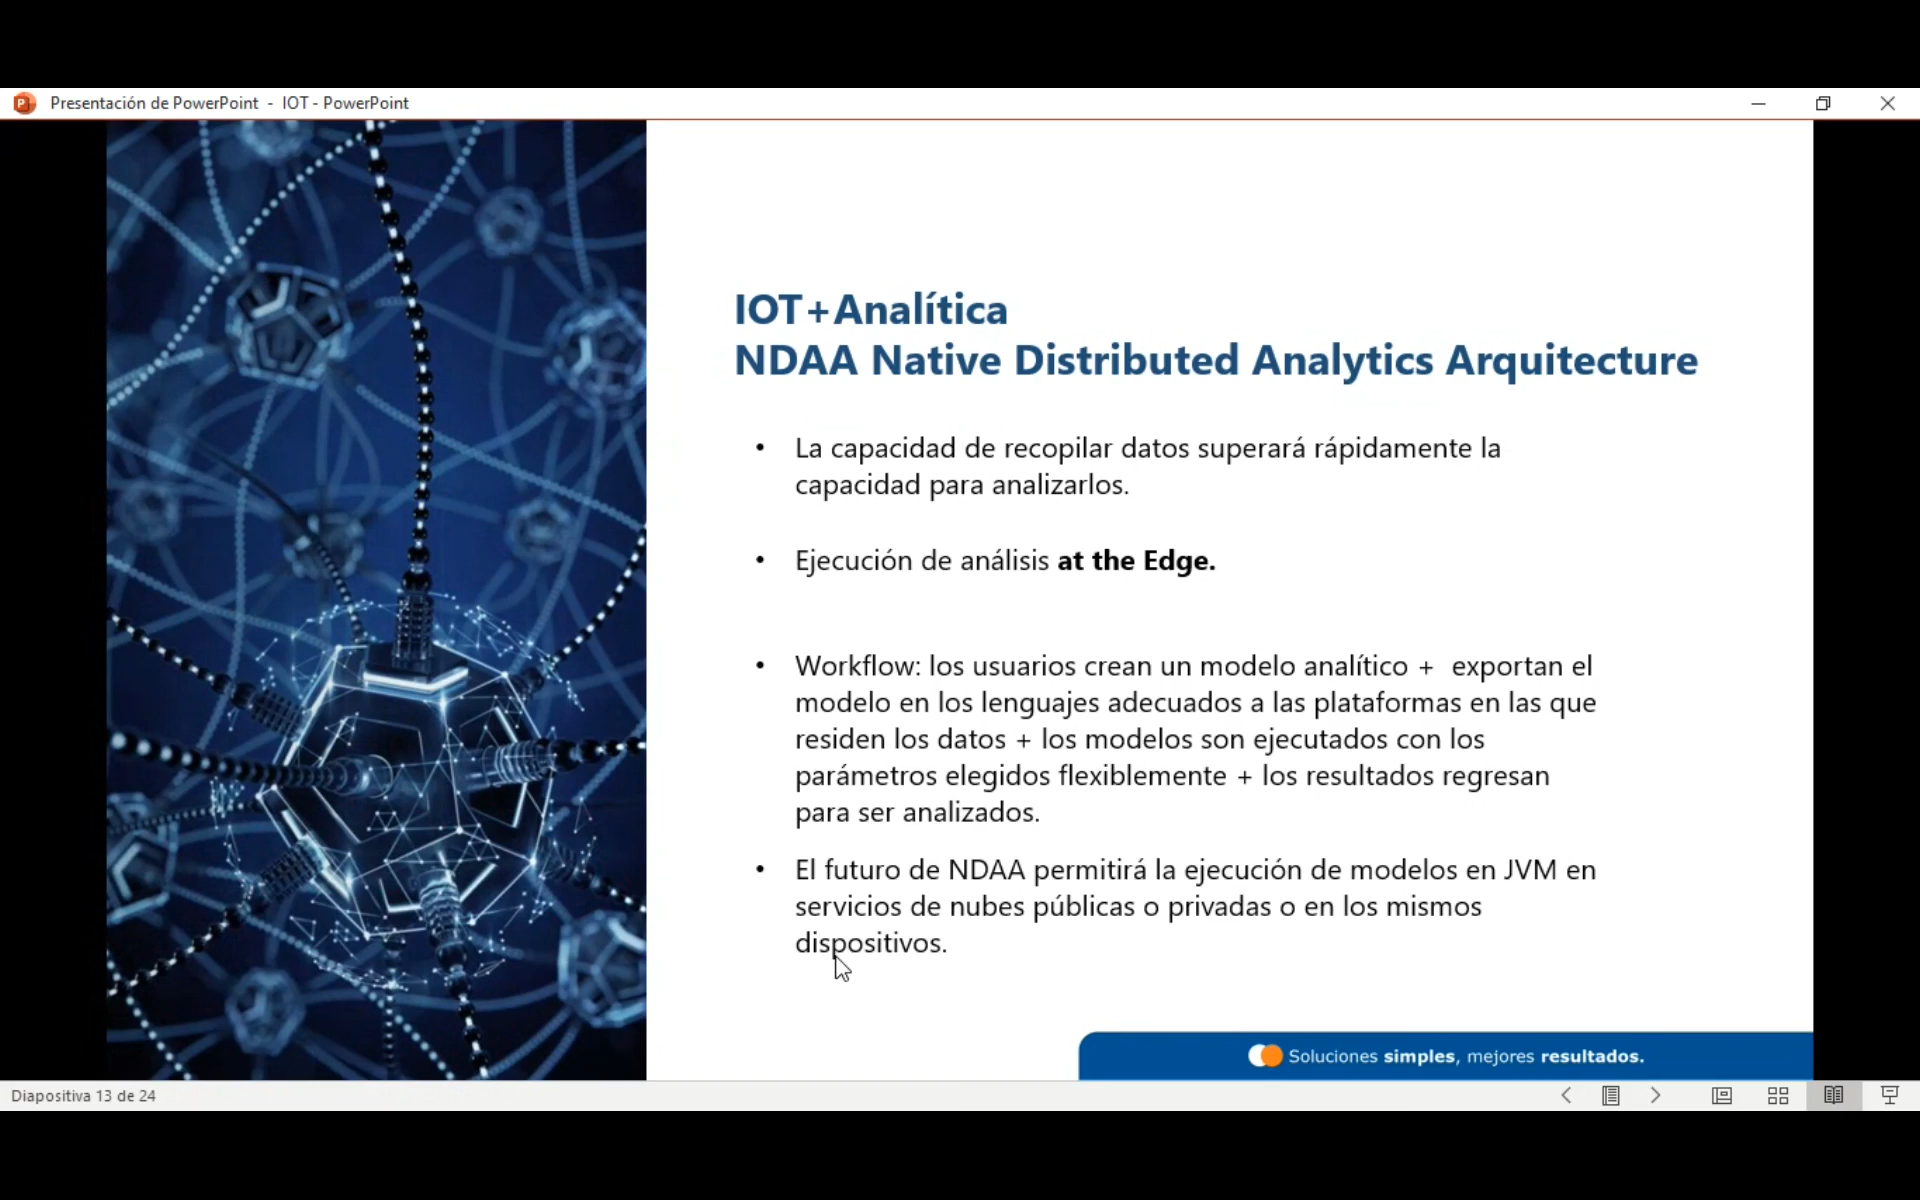 Presentación de PowerPoint - IOT - PowerPoint
IOT+Analítica
NDAA Native Distributed Analytics Arquitecture
• La capacidad de recopilar datos superará rápidamente la
capacidad para analizarlos.
• Ejecución de análisis at the Edge.
• Workflow: los usuarios crean un modelo analítico + exportan el
modelo en los lenguajes adecuados a las plataformas en las que
residen los datos + los modelos son ejecutados con los
parámetros elegidos flexiblemente + los resultados regresan
para ser analizados.
• El futuro de NDAA permitirá la ejecución de modelos en JVM en
servicios de nubes públicas o privadas o en los mismos
dispositivos.
Soluciones simples, mejores resultados.
Diapositiva 13 de 24